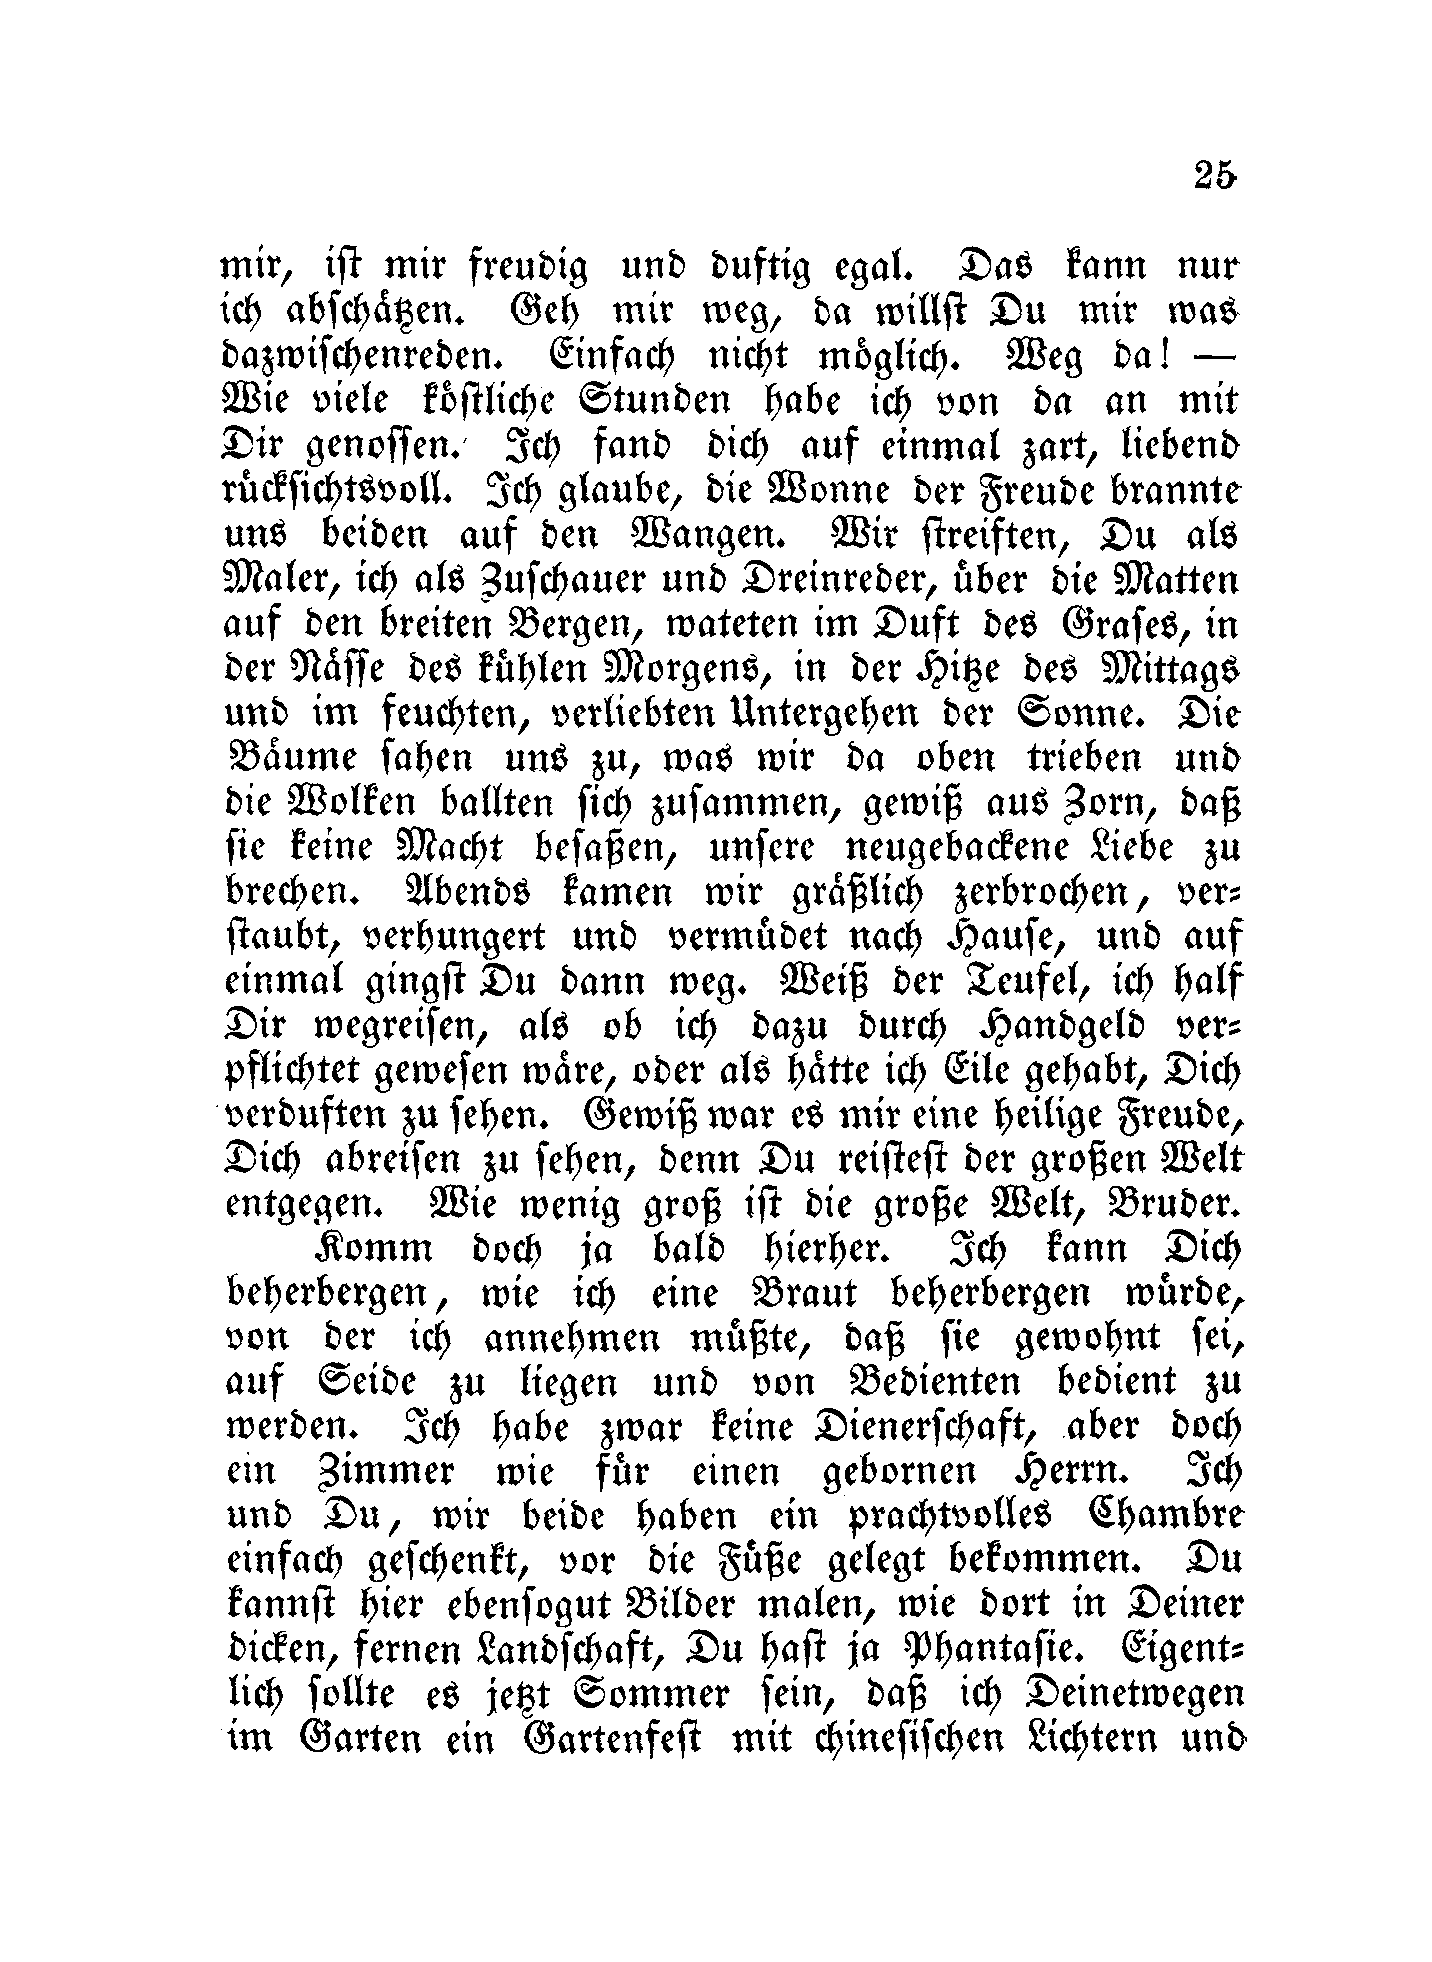 25
mir, ist mir freudig und duftig egal. Das kann nur
ich abschätzen. Geh mir weg, da willst Du mir was
dazwischenreden. Einfach nicht möglich. Weg da! —
Wie viele köstliche Stunden habe ich von da an mit
Dir genossen. Ich fand dich auf einmal zart, liebend
rücksichtsvoll. Ich glaube, die Wonne der Freude brannte
uns beiden auf den Wangen. Wir streiften, Du als
Maler, ich als Zuschauer und Dreinreder, über die Matten
auf den breiten Bergen, wateten im Duft des Grases, in
der Nässe des kühlen Morgens, in der Hitze des Mittags
und im feuchten, verliebten Untergehen der Sonne. Die
Bäume sahen uns zu, was wir da oben trieben und
die Wolken ballten sich zusammen, gewiß aus Zorn, daß
sie keine Macht besaßen, unsere neugebackene Liebe zu
brechen. Abends kamen wir gräßlich zerbrochen, ver-
staubt, verhungert und vermüdet nach Hause, und auf
einmal gingst Du dann weg. Weiß der Teufel, ich half
Dir wegreisen, als ob ich dazu durch Handgeld ver-
pflichtet gewesen wäre, oder als hätte ich Eile gehabt, Dich
verduften zu sehen. Gewiß war es mir eine heilige Freude,
Dich abreisen zu sehen, denn Du reistest der großen Welt
entgegen. Wie wenig groß ist die große Welt, Bruder.
Komm doch ja bald hierher. Ich kann Dich
beherbergen, wie ich eine Braut beherbergen würde,
von der ich annehmen müßte, daß sie gewohnt sei,
auf Seide zu liegen und von Bedienten bedient zu
werden. Ich habe zwar keine Dienerschaft, aber doch
ein Zimmer wie für einen gebornen Herrn. Ich
und Du, wir beide haben ein prachtvolles Chambre
einfach geschenkt, vor die Füße gelegt bekommen. Du
kannst hier ebensogut Bilder malen, wie dort in Deiner
dicken, fernen Landschaft, Du hast ja Phantasie. Eigent-
lich sollte es jetzt Sommer sein, daß ich Deinetwegen
im Garten ein Gartenfest mit chinesischen Lichtern und